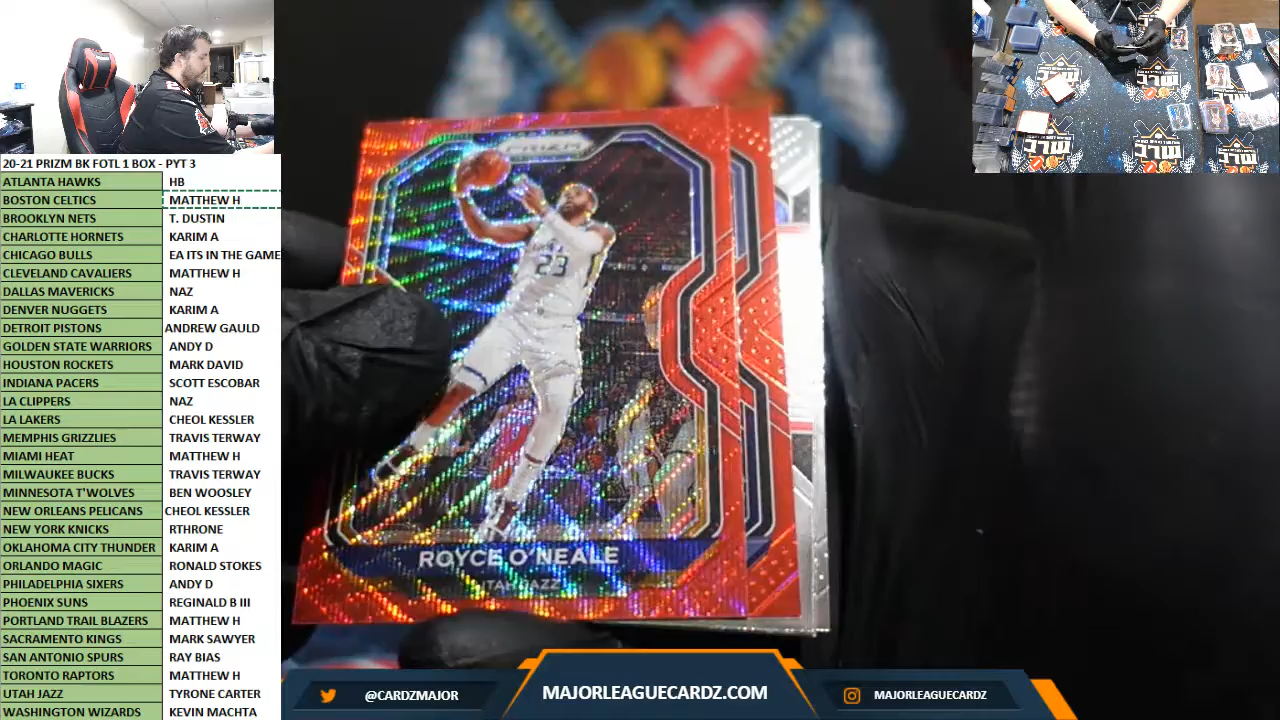 20-21 PRIZM BK FOTL 1 BOX - PYT 3
ATLANTA HAWKS HB
BOSTON CELTICS MATTHEW H
BROOKLYN NETS T. DUSTIN
CHARLOTTE HORNETS KARIM A
CHICAGO BULLS EA ITS IN THE GAME
CLEVELAND CAVALIERS MATTHEW H
DALLAS MAVERICKS NAZ
DENVER NUGGETS KARIM A
DETROIT PISTONS ANDREW GAULD
GOLDEN STATE WARRIORS ANDY D
HOUSTON ROCKETS MARK DAVID
INDIANA PACERS SCOTT ESCOBAR
LA CLIPPERS NAZ
LA LAKERS CHEOL KESSLER
MEMPHIS GRIZZLIES TRAVIS TERWAY
MIAMI HEAT MATTHEW H
MILWAUKEE BUCKS TRAVIS TERWAY
MINNESOTA T'WOLVES BEN WOOSLEY
NEW ORLEANS PELICANS CHEOL KESSLER
NEW YORK KNICKS RTHRONE
OKLAHOMA CITY THUNDER KARIM A
ORLANDO MAGIC RONALD STOKES
PHILADELPHIA SIXERS ANDY D
PHOENIX SUNS REGINALD B III
PORTLAND TRAIL BLAZERS MATTHEW H
SACRAMENTO KINGS MARK SAWYER
SAN ANTONIO SPURS RAY BIAS
TORONTO RAPTORS MATTHEW H
UTAH JAZZ TYRONE CARTER
WASHINGTON WIZARDS KEVIN MACHTA
PRIZM
23
ROYCE O'NEALE
UTAH JAZZ
@CARDZMAJOR
MAJORLEAGUECARDZ.COM
MAJORLEAGUECARDZ